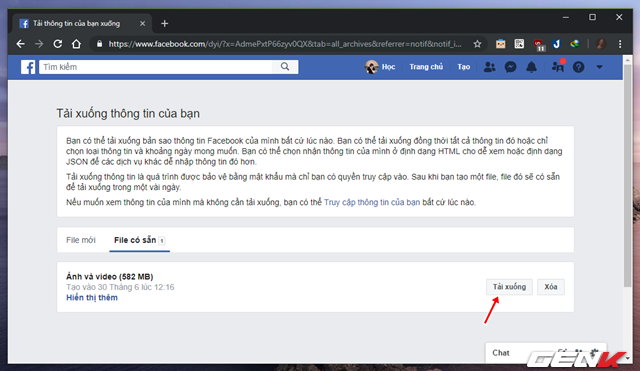 Tải thông tin của bạn xuống
https://www.facebook.com/dyi/?x=AdmePxtP66zyv0QX&tab=all_archives&referrer=notif&notif_i...
11
Tìm kiếm
Học Trang chủ Tạo
Tải xuống thông tin của bạn
Bạn có thể tải xuống bản sao thông tin Facebook của mình bất cứ lúc nào. Bạn có thể tải xuống đồng thời tất cả thông tin đó hoặc chỉ
chọn loại thông tin và khoảng ngày mong muốn. Bạn có thể chọn nhận thông tin của mình ở định dạng HTML cho dễ xem hoặc định dạng
JSON để các dịch vụ khác dễ nhập thông tin đó hơn.
Tải xuống thông tin là quá trình được bảo vệ bằng mật khẩu mà chỉ bạn có quyền truy cập vào. Sau khi bạn tạo một file, file đó sẽ có sẵn
để tải xuống trong một vài ngày.
Nếu muốn xem thông tin của mình mà không cần tải xuống, bạn có thể Truy cập thông tin của bạn bất cứ lúc nào.
File mới File có sẵn 1
Ảnh và video (582 MB)
Tạo vào 30 Tháng 6 lúc 12:16
Hiển thị thêm
Tải xuống Xóa
Chat
GENK